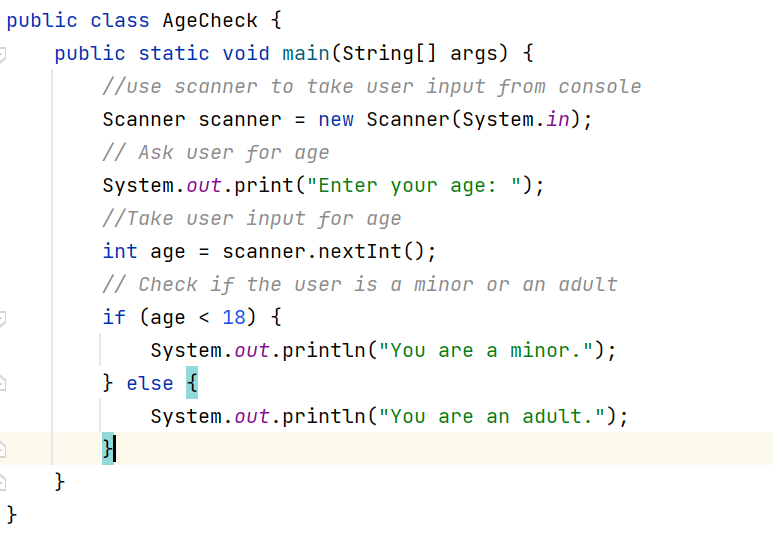 public class AgeCheck {
    public static void main(String[] args) {
        //use scanner to take user input from console
        Scanner scanner = new Scanner(System.in);
        // Ask user for age
        System.out.print("Enter your age: ");
        //Take user input for age
        int age = scanner.nextInt();
        // Check if the user is a minor or an adult
        if (age < 18) {
            System.out.println("You are a minor.");
        } else {
            System.out.println("You are an adult.");
        }
    }
}